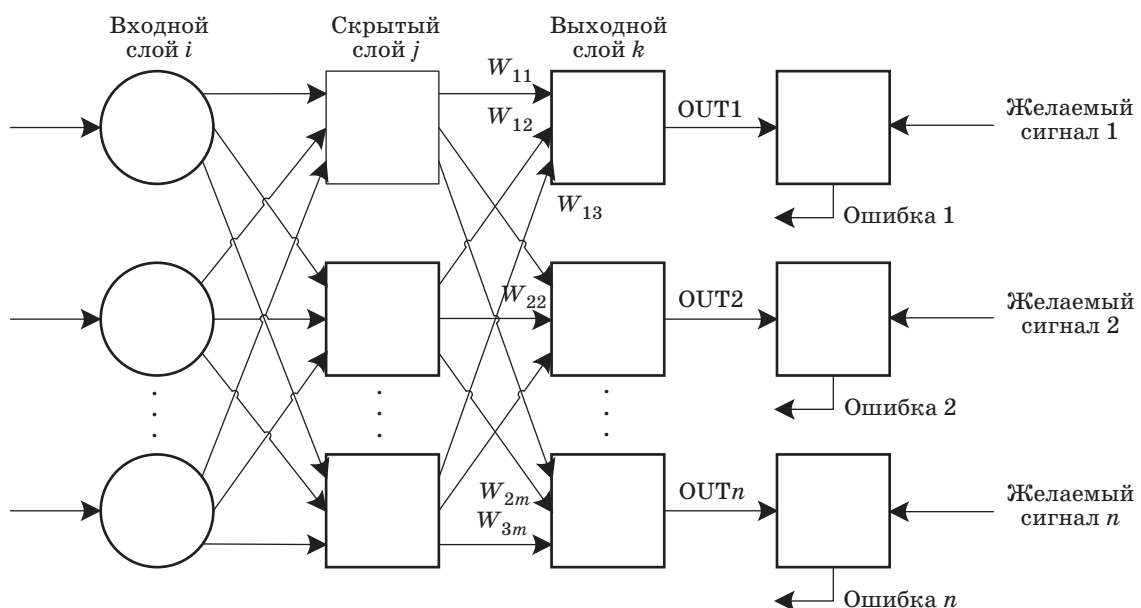 Входной
слой i
Скрытый
слой j
Выходной
слой k
W11
W12
W13
OUT1
Желаемый
сигнал 1
Ошибка 1
W22
OUT2
Желаемый
сигнал 2
Ошибка 2
W2m
W3m
OUTn
Желаемый
сигнал n
Ошибка n